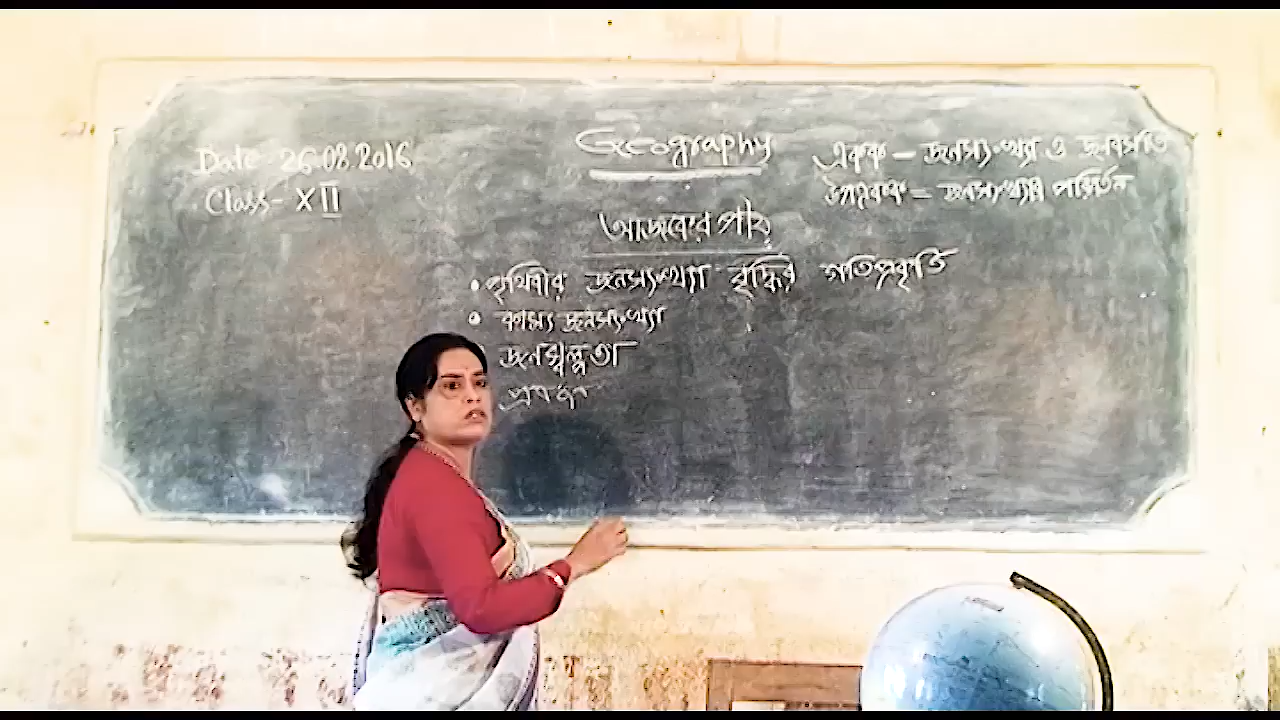 Date - 26.08.2016
Class - XII
Geography
একক – জনসংখ্যা ও জনবসতি
উপএকক – জনসংখ্যার পরিবর্তন
আজকের পাঠ
• পৃথিবীর জনসংখ্যা বৃদ্ধির গতিপ্রকৃতি
• কাম্য জনসংখ্যা
জনস্বল্পতা